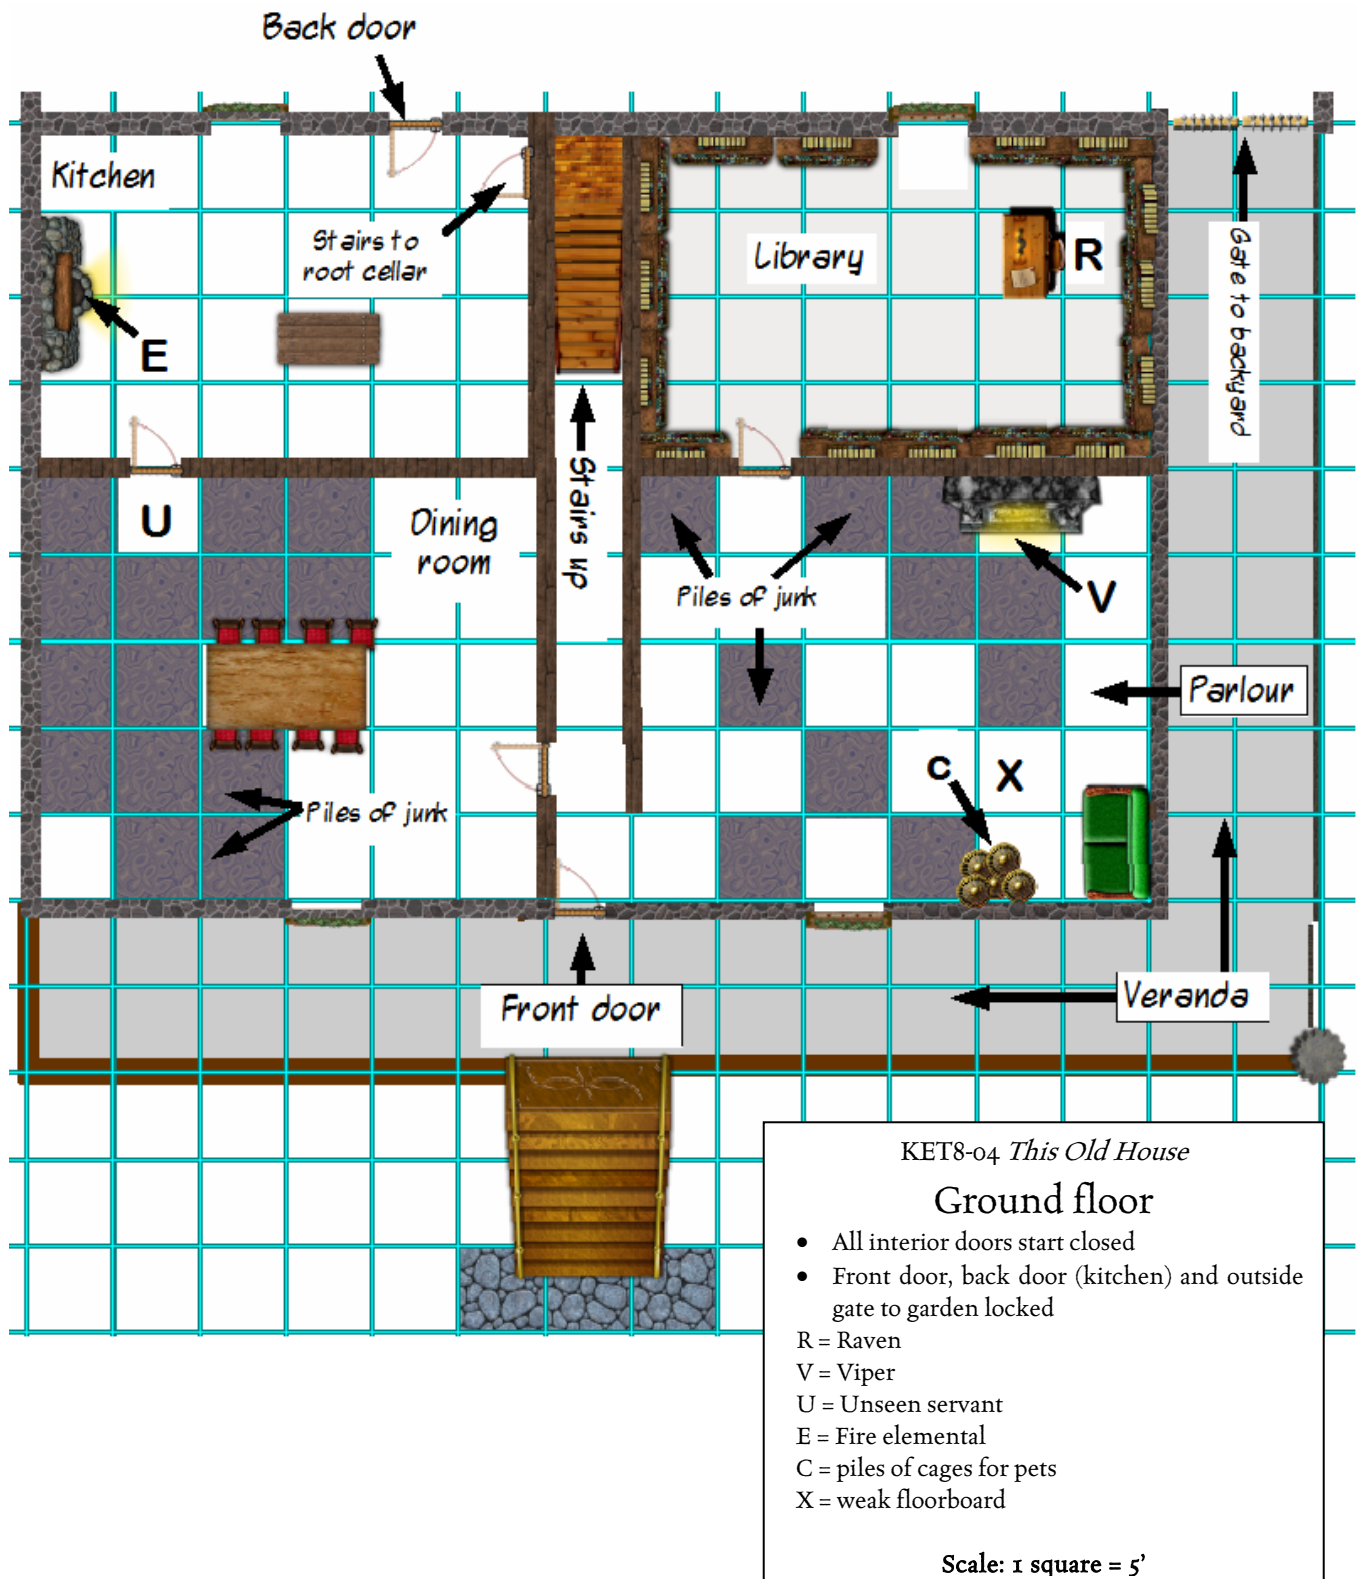 Back door
Kitchen
Stairs to
root cellar
Library
R
Gate to backyard
E
Stairs up
U
Dining
room
Piles of junk
V
Parlour
C
X
Piles of junk
Front door
Veranda
KET8-04 This Old House
Ground floor
• All interior doors start closed
• Front door, back door (kitchen) and outside
gate to garden locked
R = Raven
V = Viper
U = Unseen servant
E = Fire elemental
C = piles of cages for pets
X = weak floorboard
Scale: 1 square = 5'